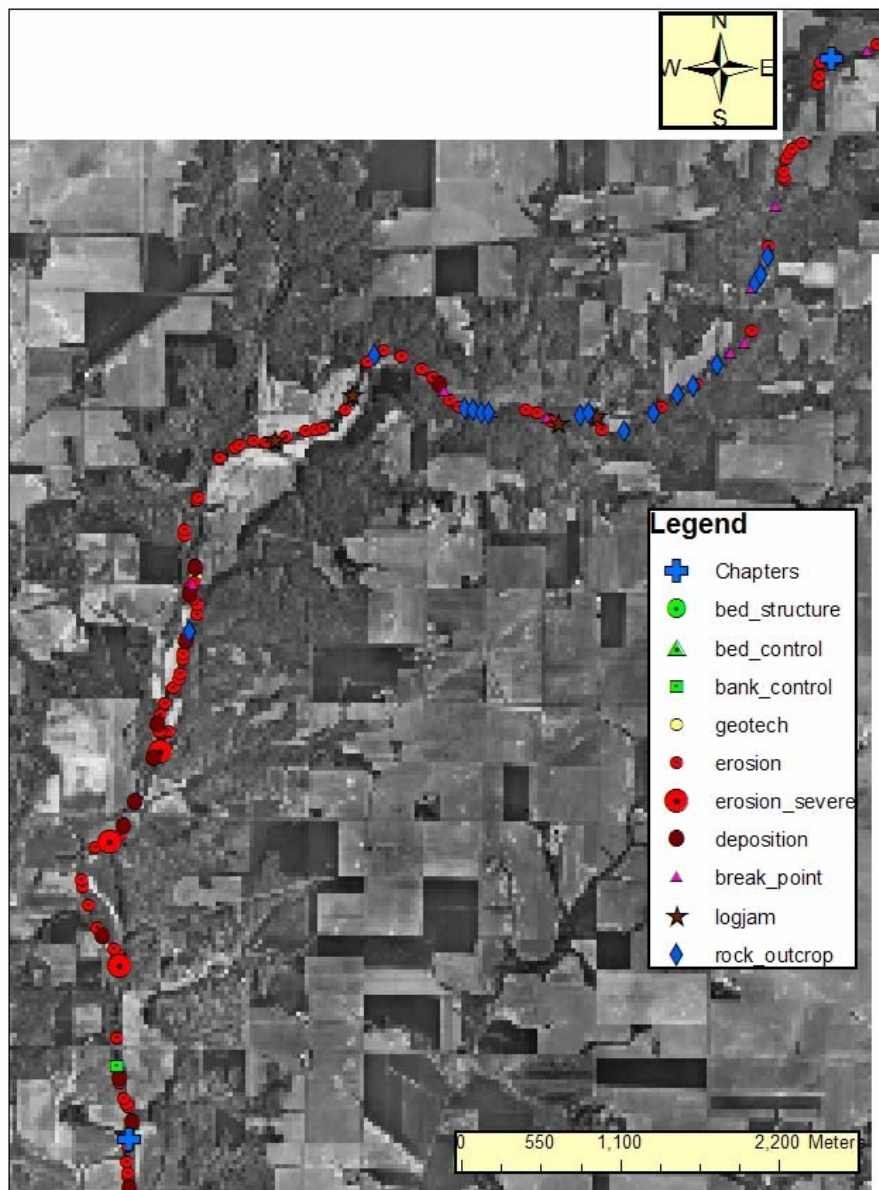 N
W E
S
Legend
Chapters
bed_structure
bed_control
bank_control
geotech
erosion
erosion_severe
deposition
break_point
logjam
rock_outcrop
0 550 1,100 2,200 Meters